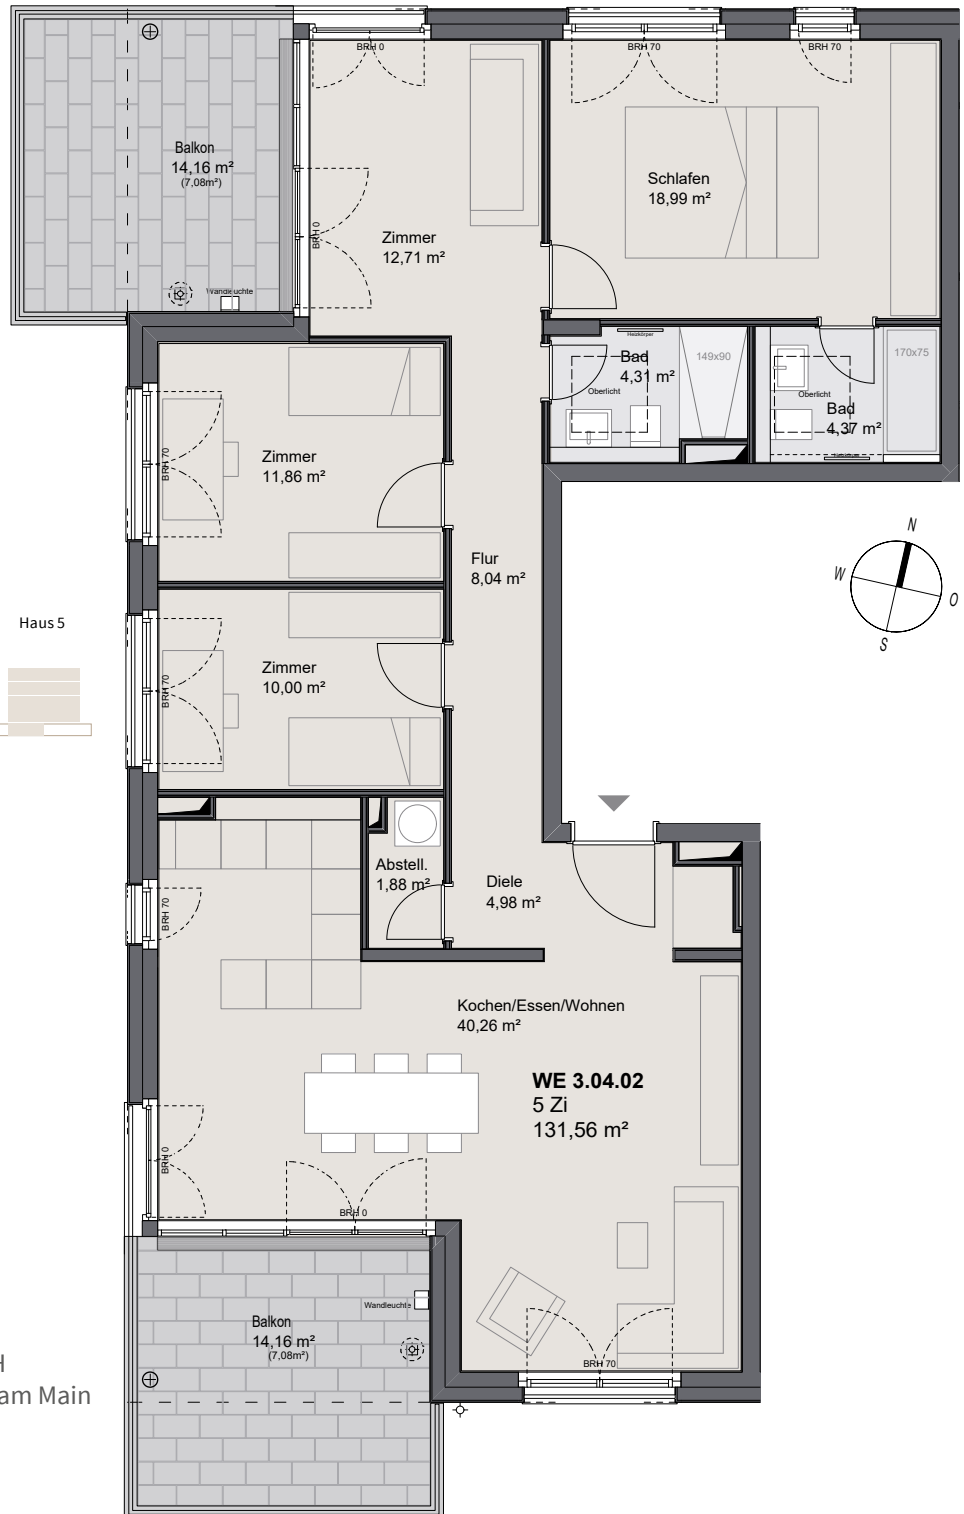 BRH 0
BRH 70
BRH 70
Balkon
14,16 m²
(7,08m²)
Wandleuchte
BRH 0
Zimmer
12,71 m²
Schlafen
18,99 m²
Heizkörper
Bad
4,31 m²
Oberlicht
149x90
170x75
Oberlicht
Bad
4,37 m²
Heizkörper
BRH 70
Zimmer
11,86 m²
Flur
8,04 m²
N
W
O
S
Haus 5
BRH 70
Zimmer
10,00 m²
Abstell.
1,88 m²
Diele
4,98 m²
BRH 70
Kochen/Essen/Wohnen
40,26 m²
WE 3.04.02
5 Zi
131,56 m²
BRH 0
BRH 0
Wandleuchte
Balkon
14,16 m²
(7,08m²)
BRH 70
H
am Main